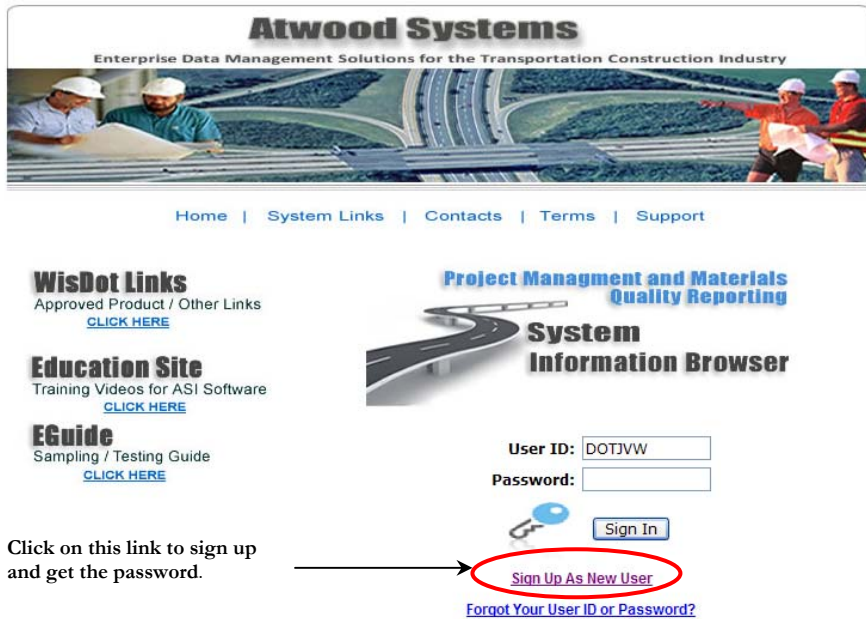 Atwood Systems
Enterprise Data Management Solutions for the Transportation Construction Industry
Home | System Links | Contacts | Terms | Support
WisDot Links
Approved Product / Other Links
CLICK HERE
Education Site
Training Videos for ASI Software
CLICK HERE
EGuide
Sampling / Testing Guide
CLICK HERE
Project Managment and Materials
Quality Reporting
System
Information Browser
User ID: DOTJVW
Password:
Sign In
Click on this link to sign up
and get the password.
Sign Up As New User
Forgot Your User ID or Password?